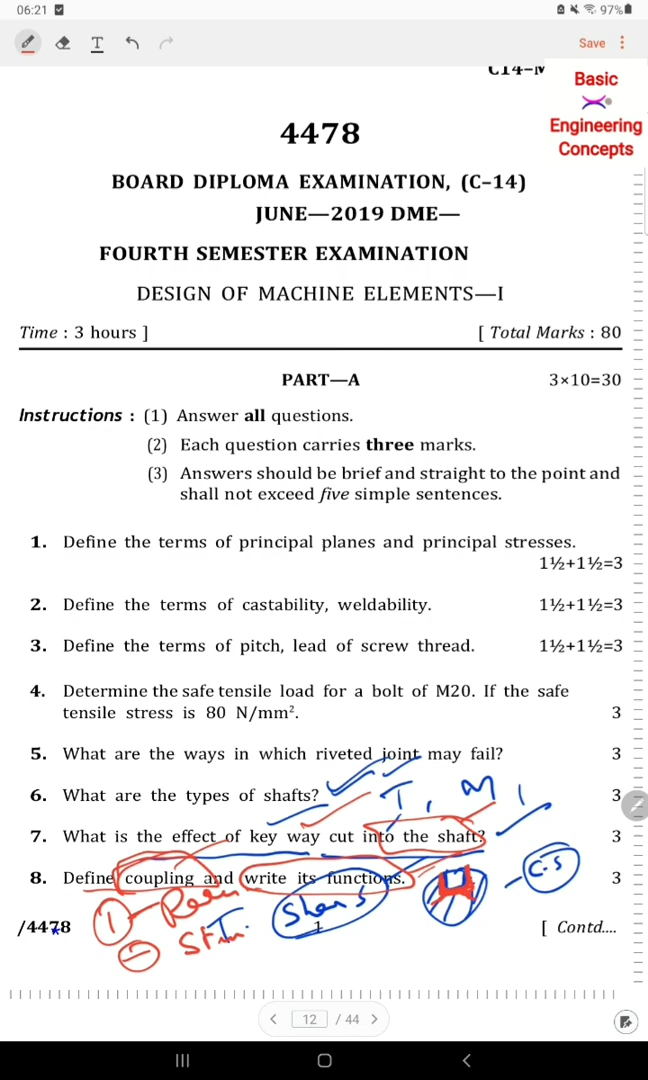 06:21
97%
T
Save
C14–M
Basic
Engineering
Concepts
4478
BOARD DIPLOMA EXAMINATION, (C–14)
JUNE—2019 DME—
FOURTH SEMESTER EXAMINATION
DESIGN OF MACHINE ELEMENTS—I
Time : 3 hours ] [ Total Marks : 80
PART—A 3×10=30
Instructions : (1) Answer all questions.
(2) Each question carries three marks.
(3) Answers should be brief and straight to the point and
shall not exceed five simple sentences.
1. Define the terms of principal planes and principal stresses.
1½+1½=3
2. Define the terms of castability, weldability. 1½+1½=3
3. Define the terms of pitch, lead of screw thread. 1½+1½=3
4. Determine the safe tensile load for a bolt of M20. If the safe
tensile stress is 80 N/mm². 3
5. What are the ways in which riveted joint may fail? 3
T, M,
6. What are the types of shafts? 3
7. What is the effect of key way cut into the shaft? 3
8. Define coupling and write its functions. 3
C.S
①
/4478 1 [ Contd....
< 12 / 44 >